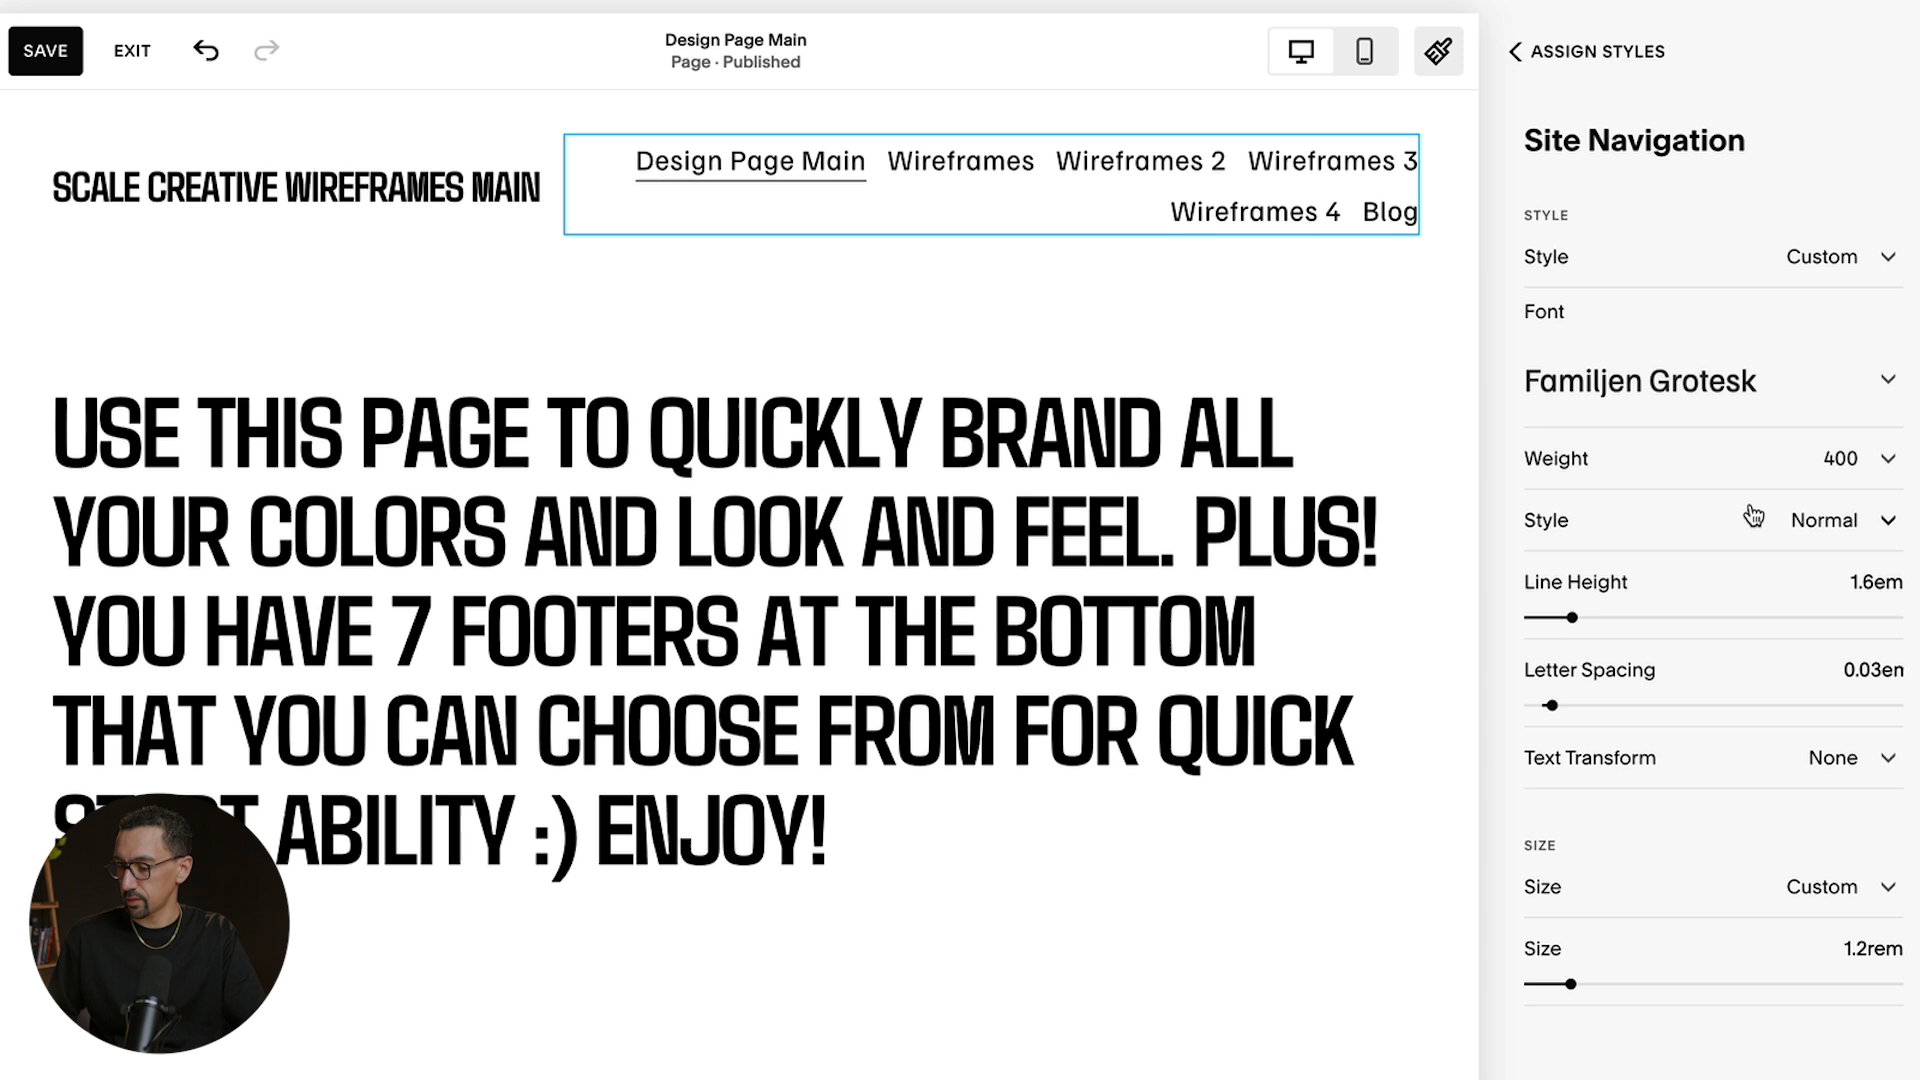 SAVE
EXIT
Design Page Main
Page · Published
ASSIGN STYLES
SCALE CREATIVE WIREFRAMES MAIN
Design Page Main Wireframes Wireframes 2 Wireframes 3
Wireframes 4 Blog
USE THIS PAGE TO QUICKLY BRAND ALL
YOUR COLORS AND LOOK AND FEEL. PLUS!
YOU HAVE 7 FOOTERS AT THE BOTTOM
THAT YOU CAN CHOOSE FROM FOR QUICK
ABILITY :) ENJOY!
Site Navigation
STYLE
Style Custom
Font
Familjen Grotesk
Weight 400
Style Normal
Line Height 1.6em
Letter Spacing 0.03en
Text Transform None
SIZE
Size Custom
Size 1.2rem